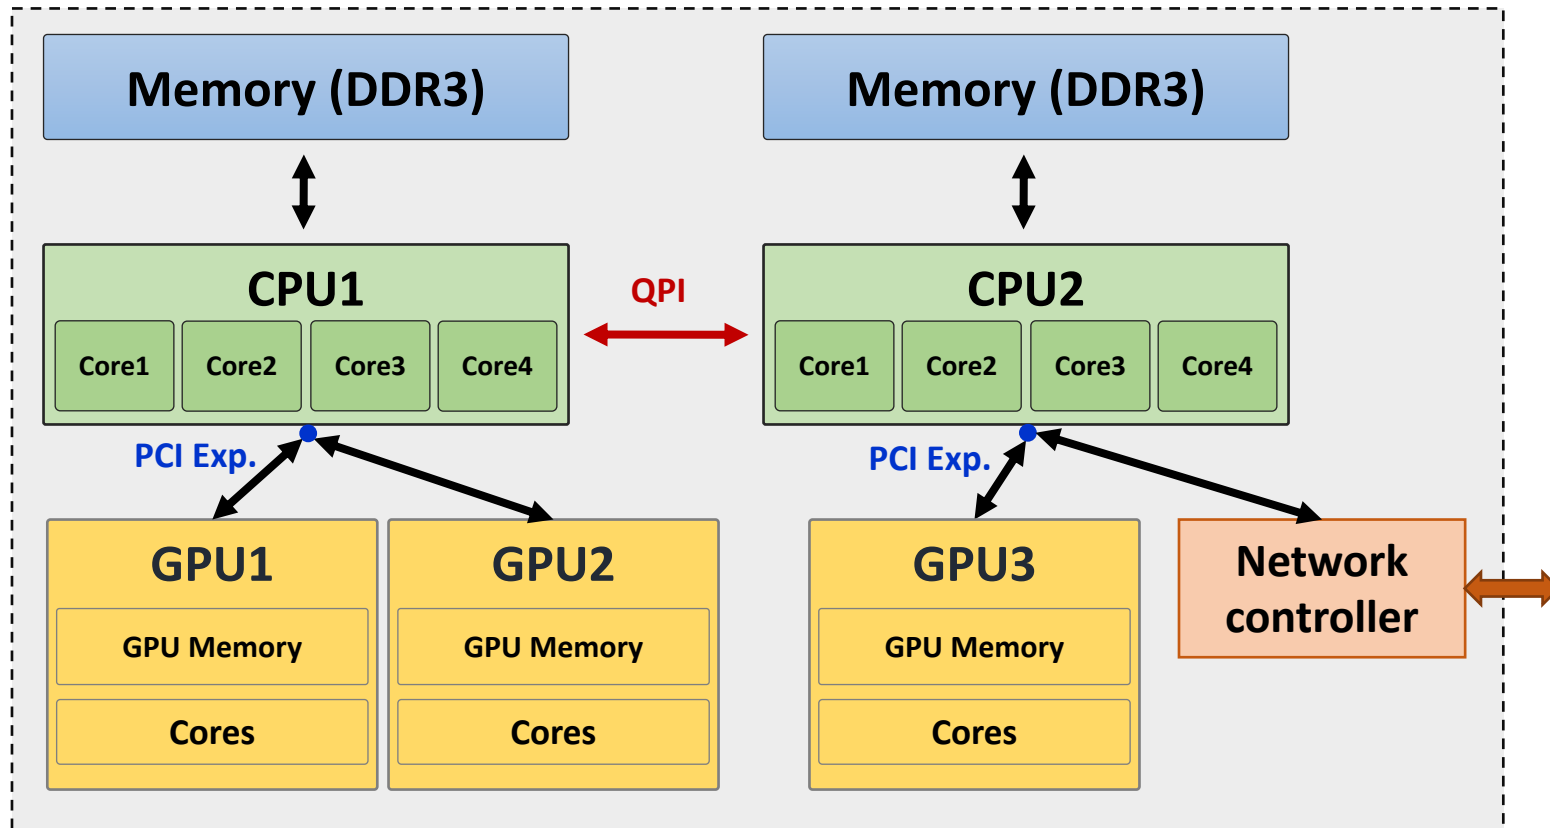 Memory (DDR3)
Memory (DDR3)
CPU1
Core1
Core2
Core3
Core4
QPI
CPU2
Core1
Core2
Core3
Core4
PCI Exp.
PCI Exp.
GPU1
GPU Memory
Cores
GPU2
GPU Memory
Cores
GPU3
GPU Memory
Cores
Network
controller